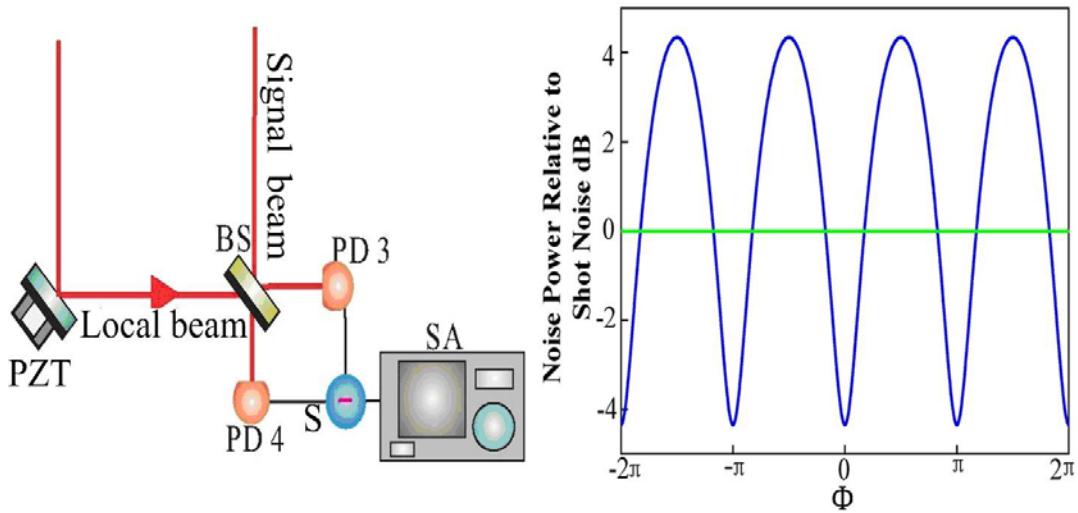 Signal beam
BS
PD 3
Local beam
PZT
SA
S
PD 4
Noise Power Relative to
Shot Noise dB
4
2
0
-2
-4
-2π
-π
0
π
2π
Φ